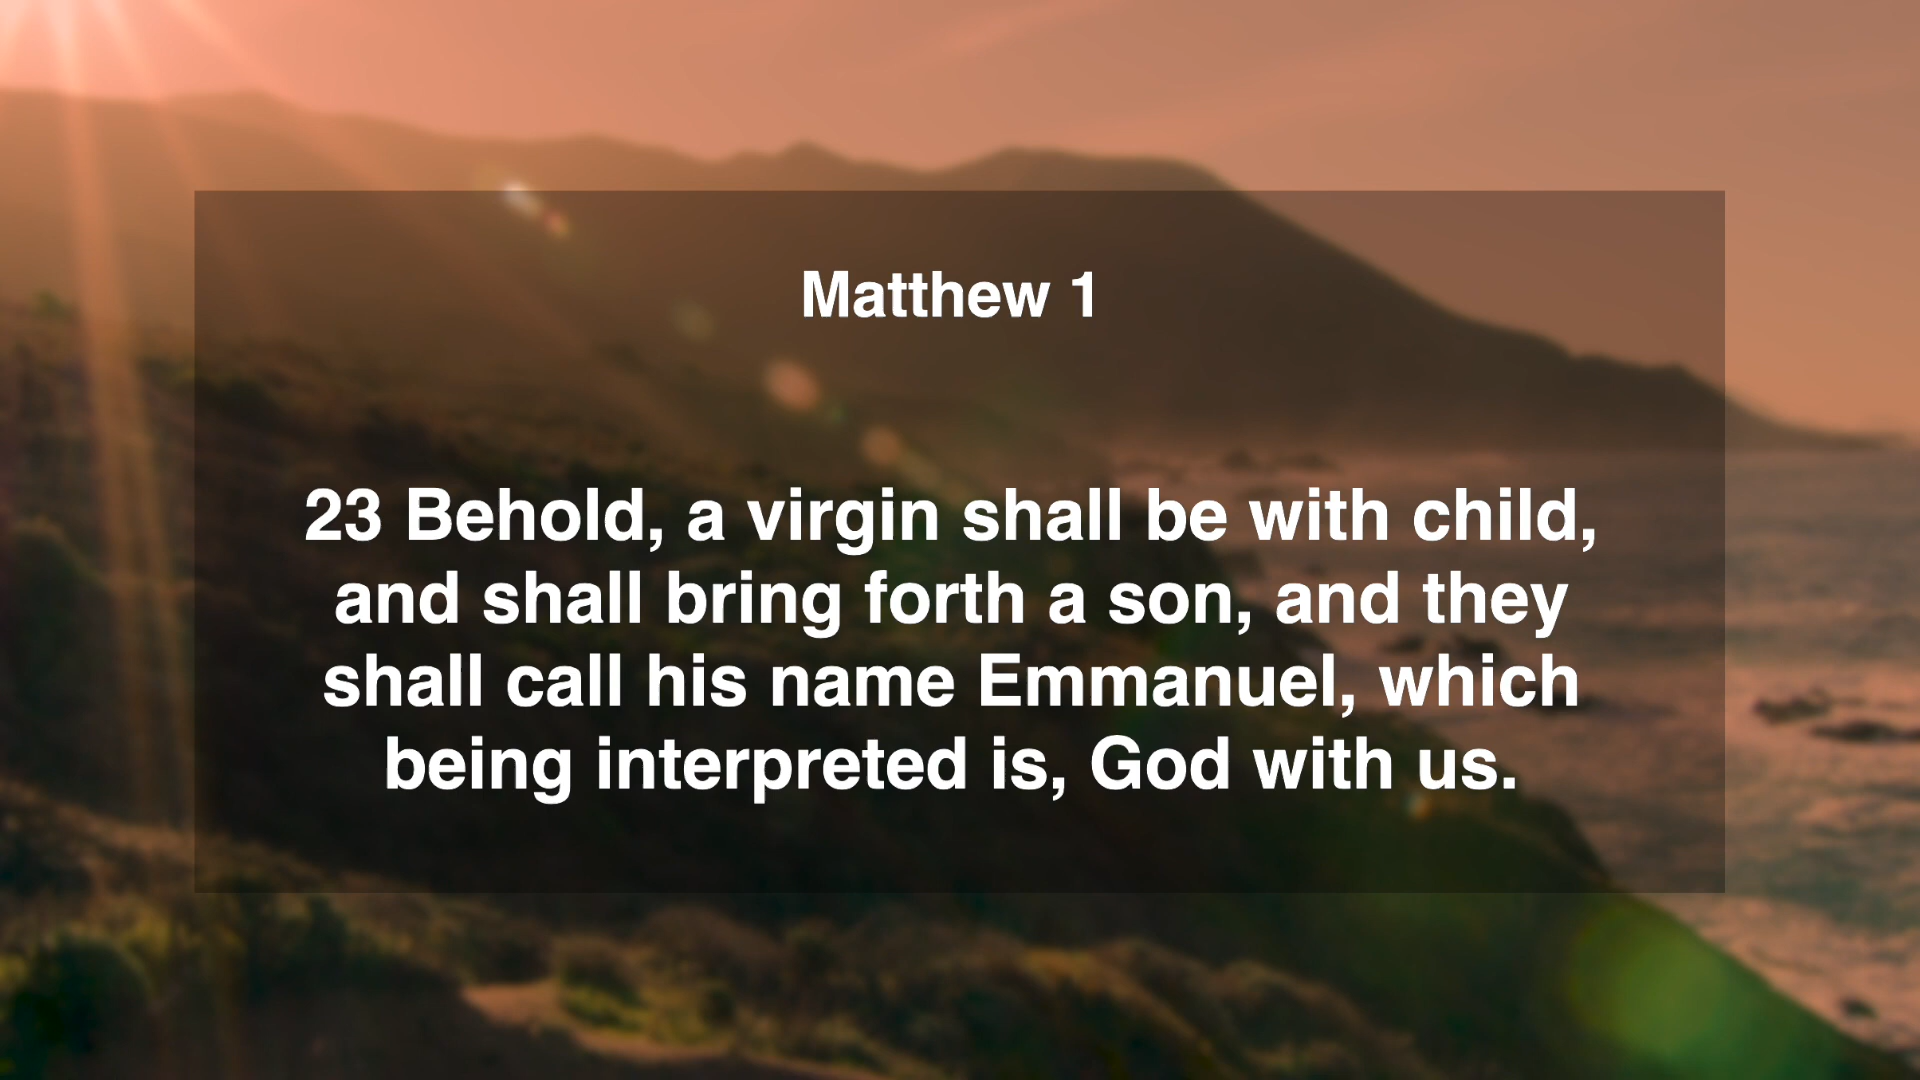 Matthew 1
23 Behold, a virgin shall be with child,
and shall bring forth a son, and they
shall call his name Emmanuel, which
being interpreted is, God with us.